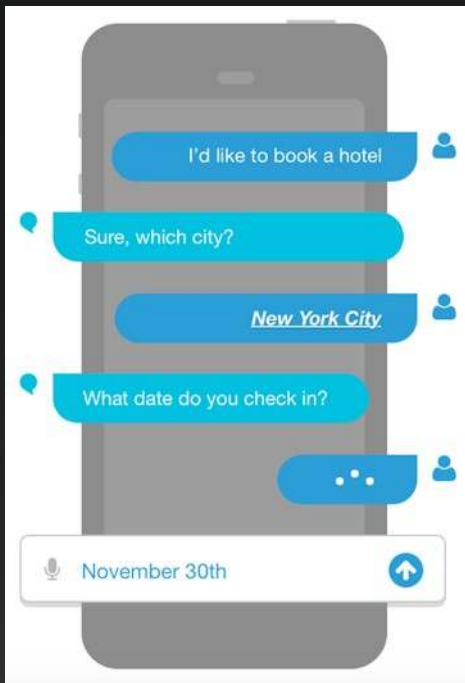 I'd like to book a hotel
Sure, which city?
New York City
What date do you check in?
November 30th